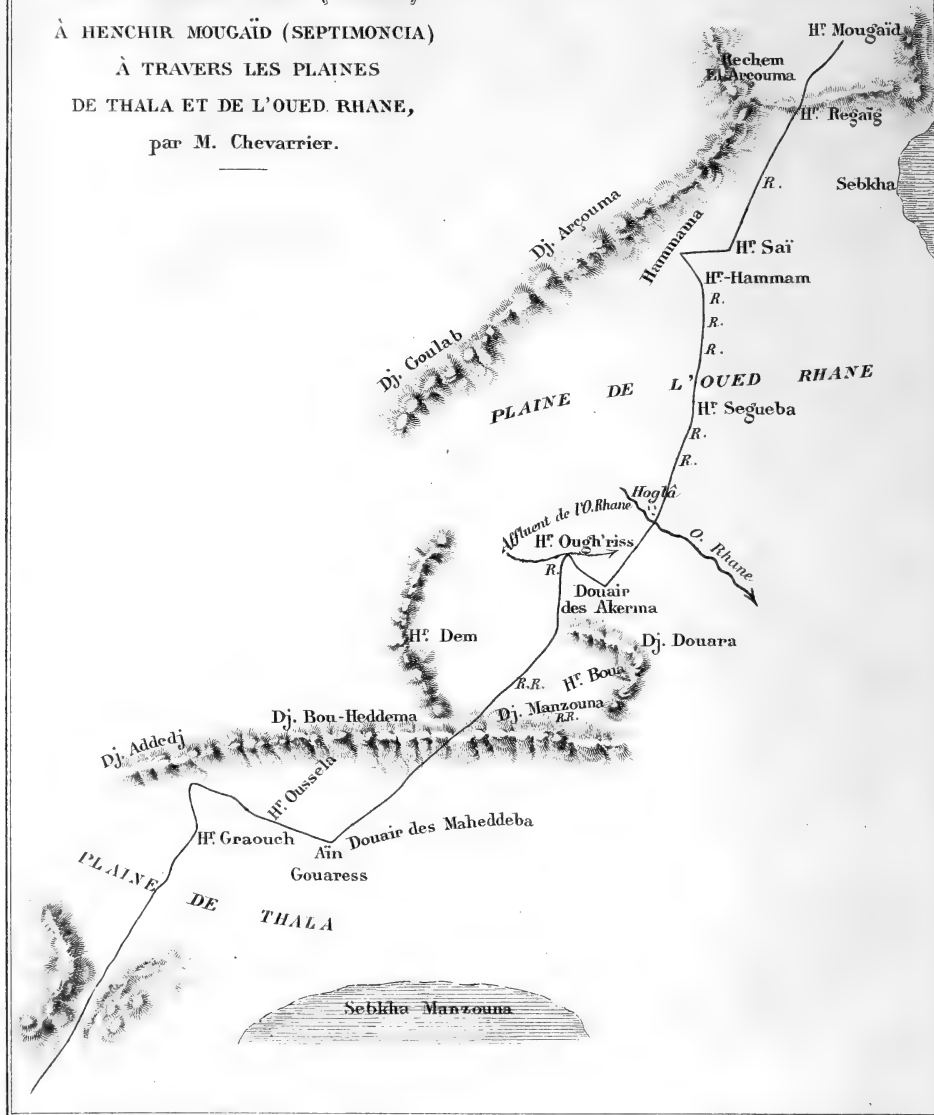 À HENCHIR MOUGAÏD (SEPTIMONCIA)
À TRAVERS LES PLAINES
DE THALA ET DE L'OUED RHANE,
par M. Chevarrier.
Hr. Mougaïd
Rechem
El Arçouma
Hr. Regaïg
Sebkha
R.
Dj. Arçouma
Hammama
Hr. Saï
Hr.-Hammam
R.
R.
R.
Dj. Goulab
PLAINE DE L'OUED RHANE
Hr. Segueba
R.
R.
Hoglâ
Affluent de l'O. Rhane
O. Rhane
Hr. Ough'riss
R.
Douair
des Akerma
Hr. Dem
Dj. Douara
Hr. Boua
R.R.
Dj. Manzouna
R.R.
Dj. Bou-Heddema
Dj. Addedj
Hr. Oussela
Hr. Graouch
Douair des Maheddeba
Aïn
Gouaress
PLAINE DE THALA
Sebkha Manzouna